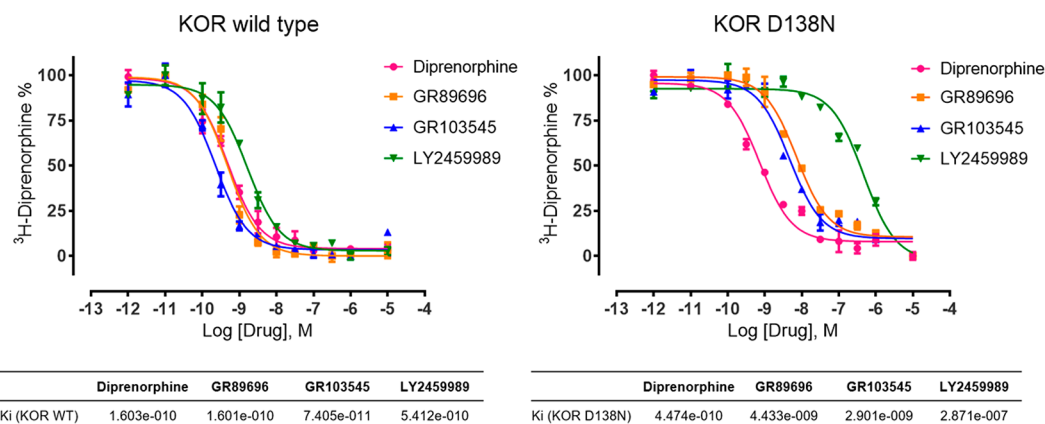 KOR wild type
³H-Diprenorphine %
100
75
50
25
0
-13 -12 -11 -10 -9 -8 -7 -6 -5 -4
Log [Drug], M
Diprenorphine
GR89696
GR103545
LY2459989
KOR D138N
³H-Diprenorphine %
100
75
50
25
0
-13 -12 -11 -10 -9 -8 -7 -6 -5 -4
Log [Drug], M
Diprenorphine
GR89696
GR103545
LY2459989
Diprenorphine GR89696 GR103545 LY2459989
Ki (KOR WT) 1.603e-010 1.601e-010 7.405e-011 5.412e-010
Diprenorphine GR89696 GR103545 LY2459989
Ki (KOR D138N) 4.474e-010 4.433e-009 2.901e-009 2.871e-007